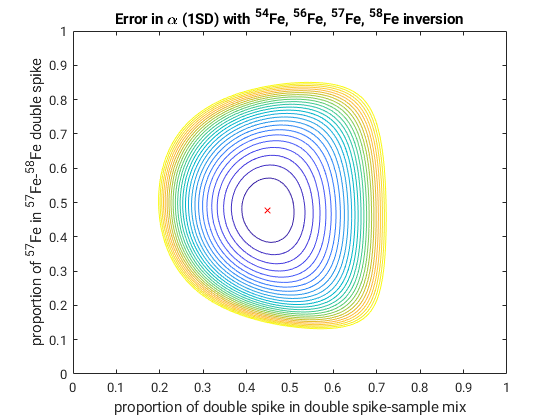 Error in α (1SD) with ⁵⁴Fe, ⁵⁶Fe, ⁵⁷Fe, ⁵⁸Fe inversion
1
0.9
0.8
0.7
0.6
0.5
0.4
0.3
0.2
0.1
0
proportion of ⁵⁷Fe in ⁵⁷Fe-⁵⁸Fe double spike
0 0.1 0.2 0.3 0.4 0.5 0.6 0.7 0.8 0.9 1
proportion of double spike in double spike-sample mix